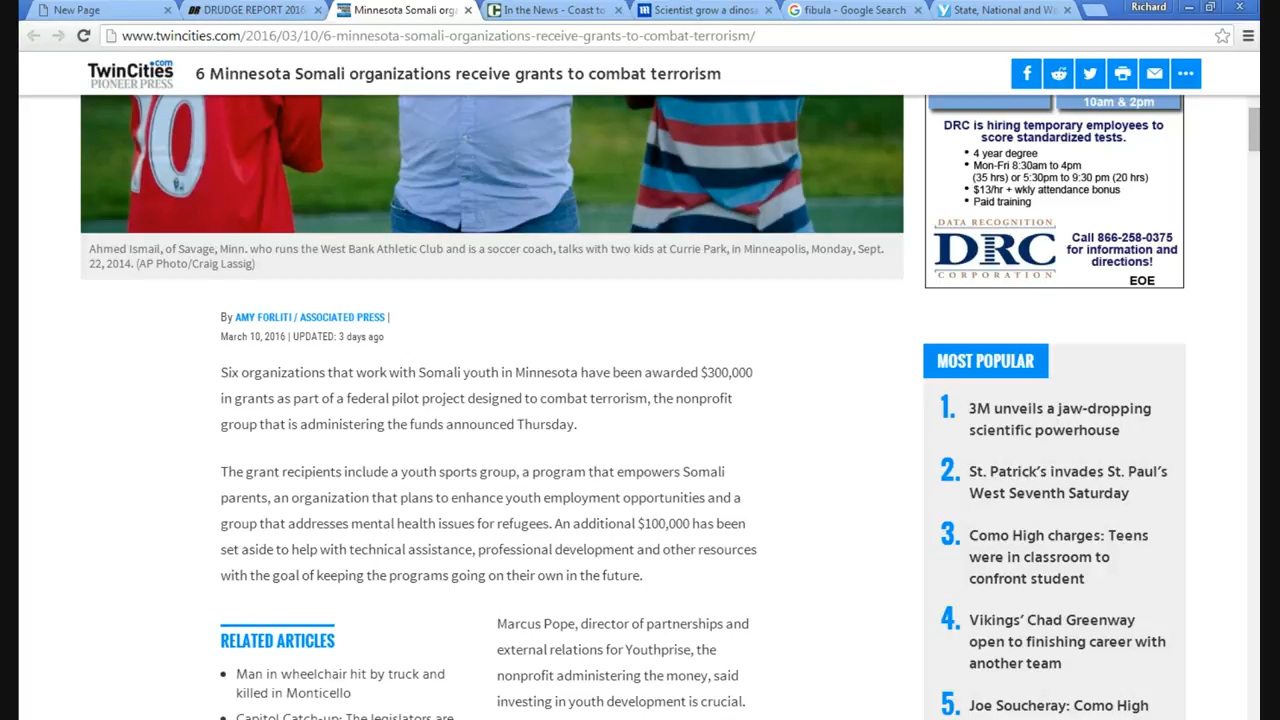 New Page
DRUDGE REPORT 2016
Minnesota Somali orga
In the News - Coast to
Scientist grow a dinosa
fibula - Google Search
State, National and Wo
Richard
www.twincities.com/2016/03/10/6-minnesota-somali-organizations-receive-grants-to-combat-terrorism/
TwinCities.com
PIONEER PRESS
6 Minnesota Somali organizations receive grants to combat terrorism
10
Ahmed Ismail, of Savage, Minn. who runs the West Bank Athletic Club and is a soccer coach, talks with two kids at Currie Park, in Minneapolis, Monday, Sept.
22, 2014. (AP Photo/Craig Lassig)
By AMY FORLITI / ASSOCIATED PRESS |
March 10, 2016 | UPDATED: 3 days ago
Six organizations that work with Somali youth in Minnesota have been awarded $300,000
in grants as part of a federal pilot project designed to combat terrorism, the nonprofit
group that is administering the funds announced Thursday.
The grant recipients include a youth sports group, a program that empowers Somali
parents, an organization that plans to enhance youth employment opportunities and a
group that addresses mental health issues for refugees. An additional $100,000 has been
set aside to help with technical assistance, professional development and other resources
with the goal of keeping the programs going on their own in the future.
RELATED ARTICLES
• Man in wheelchair hit by truck and
killed in Monticello
Capitol Catch-up: The legislators are
Marcus Pope, director of partnerships and
external relations for Youthprise, the
nonprofit administering the money, said
investing in youth development is crucial.
10am & 2pm
DRC is hiring temporary employees to
score standardized tests.
• 4 year degree
• Mon-Fri 8:30am to 4pm
(35 hrs) or 5:30pm to 9:30 pm (20 hrs)
• $13/hr + wkly attendance bonus
• Paid training
DATA RECOGNITION
DRC
CORPORATION
Call 866-258-0375
for information and
directions!
EOE
MOST POPULAR
1. 3M unveils a jaw-dropping
scientific powerhouse
2. St. Patrick's invades St. Paul's
West Seventh Saturday
3. Como High charges: Teens
were in classroom to
confront student
4. Vikings' Chad Greenway
open to finishing career with
another team
5. Joe Soucheray: Como High